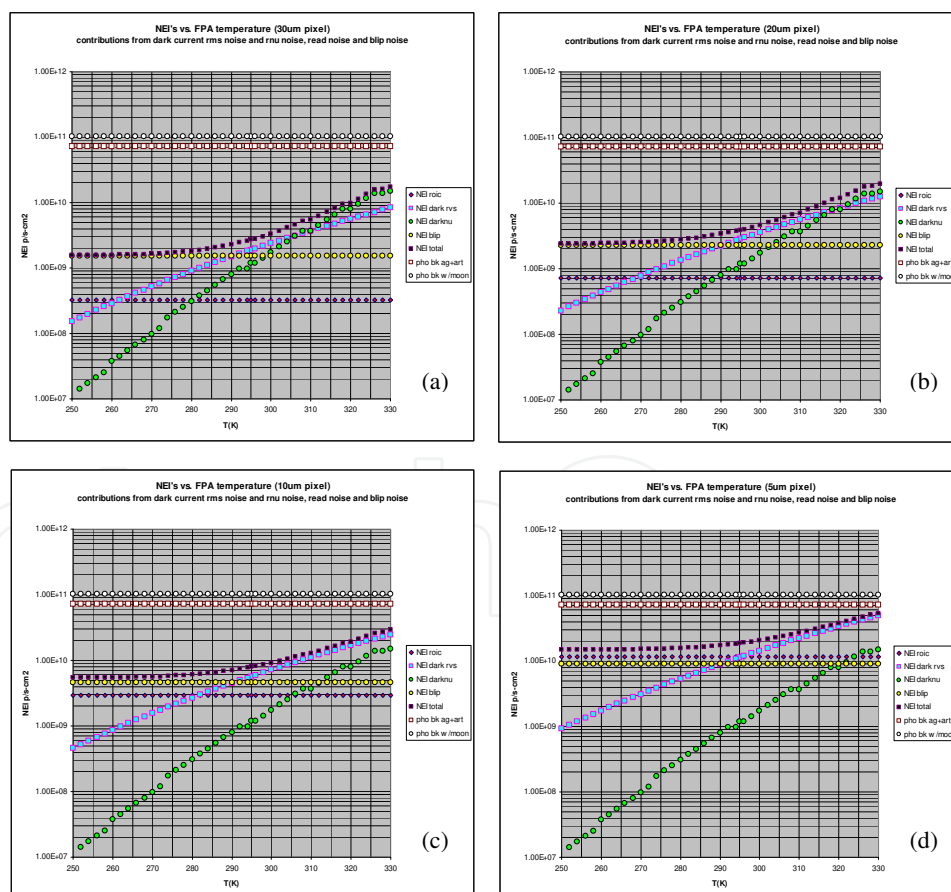 NEI's vs. FPA temperature (30um pixel)
contributions from dark current rms noise and rnu noise, read noise and blip noise
1.00E+12
1.00E+11
1.00E+10
1.00E+09
1.00E+08
1.00E+07
NEI p/s-cm2
250 260 270 280 290 300 310 320 330
T(K)
NEI roic
NEI dark rvs
NEI darknu
NEI blip
NEI total
pho bk ag+art
pho bk w/moon
(a)
NEI's vs. FPA temperature (20um pixel)
contributions from dark current rms noise and rnu noise, read noise and blip noise
1.00E+12
1.00E+11
1.00E+10
1.00E+09
1.00E+08
1.00E+07
NEI p/s-cm2
250 260 270 280 290 300 310 320 330
T(K)
NEI roic
NEI dark rvs
NEI darknu
NEI blip
NEI total
pho bk ag+art
pho bk w/moon
(b)
NEI's vs. FPA temperature (10um pixel)
contributions from dark current rms noise and rnu noise, read noise and blip noise
1.00E+12
1.00E+11
1.00E+10
1.00E+09
1.00E+08
1.00E+07
NEI p/s-cm2
250 260 270 280 290 300 310 320 330
T(K)
NEI roic
NEI dark rvs
NEI darknu
NEI blip
NEI total
pho bk ag+art
pho bk w/moon
(c)
NEI's vs. FPA temperature (5um pixel)
contributions from dark current rms noise and rnu noise, read noise and blip noise
1.00E+12
1.00E+11
1.00E+10
1.00E+09
1.00E+08
1.00E+07
NEI p/s-cm2
250 260 270 280 290 300 310 320 330
T(K)
NEI roic
NEI dark rvs
NEI darknu
NEI blip
NEI total
pho bk ag+art
pho bk w/moon
(d)